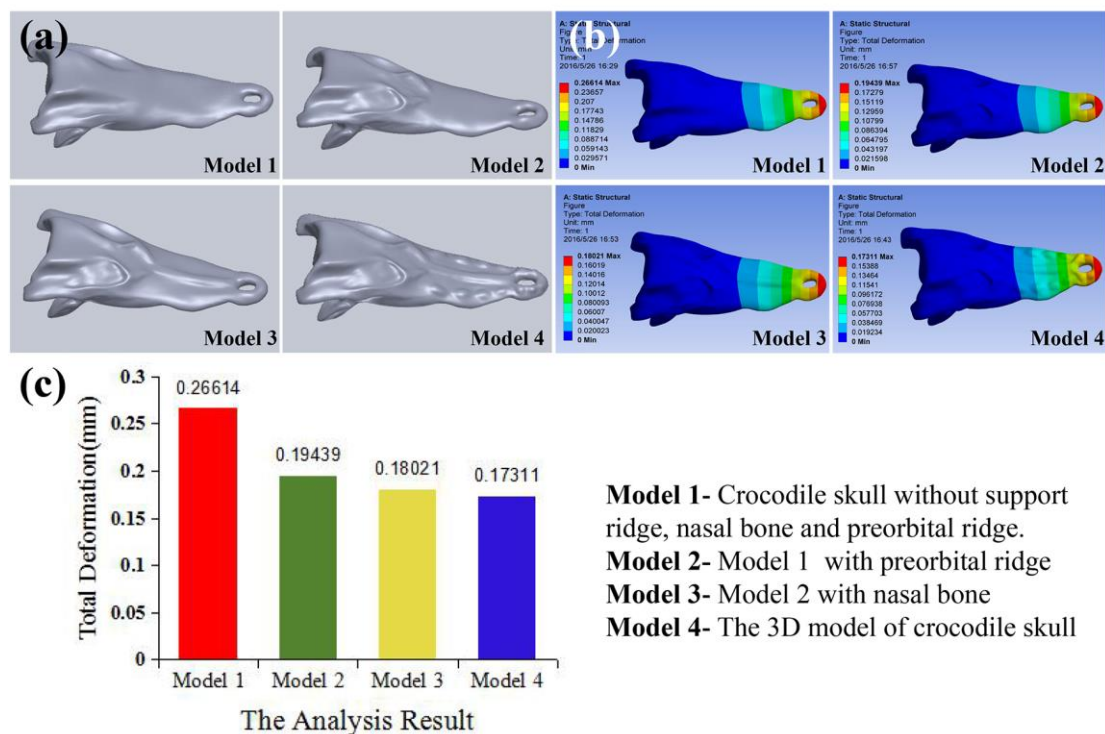 (a)
Model 1
Model 2
Model 3
Model 4
(b)
A: Static Structural
Figure
Type: Total Deformation
Unit: mm
Time: 1
2016/5/26 16:29
0.26614 Max
0.23657
0.207
0.17743
0.14786
0.11829
0.088714
0.059143
0.029571
0 Min
Model 1
A: Static Structural
Figure
Type: Total Deformation
Unit: mm
Time: 1
2016/5/26 16:57
0.19439 Max
0.17279
0.15119
0.12959
0.10799
0.086394
0.064795
0.043197
0.021598
0 Min
Model 2
A: Static Structural
Figure
Type: Total Deformation
Unit: mm
Time: 1
2016/5/26 16:53
0.18021 Max
0.16019
0.14016
0.12014
0.10012
0.080093
0.06007
0.040047
0.020023
0 Min
Model 3
A: Static Structural
Figure
Type: Total Deformation
Unit: mm
Time: 1
2016/5/26 16:43
0.17311 Max
0.15388
0.13464
0.11541
0.096172
0.076938
0.057703
0.038469
0.019234
0 Min
Model 4
(c)
Total Deformation(mm)
0.3
0.25
0.2
0.15
0.1
0.05
0
0.26614
0.19439
0.18021
0.17311
Model 1
Model 2
Model 3
Model 4
The Analysis Result
Model 1- Crocodile skull without support
ridge, nasal bone and preorbital ridge.
Model 2- Model 1 with preorbital ridge
Model 3- Model 2 with nasal bone
Model 4- The 3D model of crocodile skull